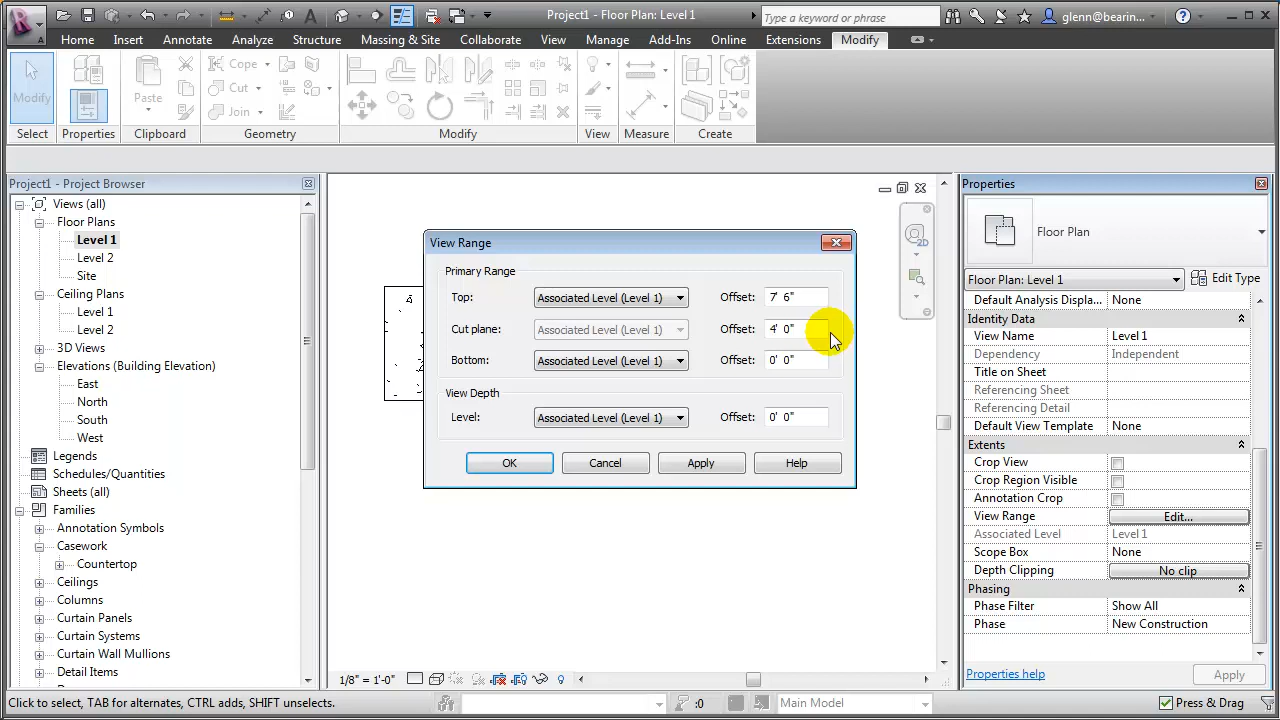 Project1 - Floor Plan: Level 1
Type a keyword or phrase
glenn@bearin...
Home Insert Annotate Analyze Structure Massing & Site Collaborate View Manage Add-Ins Online Extensions Modify
Modify
Paste
Cope
Cut
Join
Select Properties Clipboard Geometry Modify View Measure Create
Project1 - Project Browser
Views (all)
Floor Plans
Level 1
Level 2
Site
Ceiling Plans
Level 1
Level 2
3D Views
Elevations (Building Elevation)
East
North
South
West
Legends
Schedules/Quantities
Sheets (all)
Families
Annotation Symbols
Casework
Countertop
Ceilings
Columns
Curtain Panels
Curtain Systems
Curtain Wall Mullions
Detail Items
2D
View Range
Primary Range
Top: Associated Level (Level 1) Offset: 7' 6"
Cut plane: Associated Level (Level 1) Offset: 4' 0"
Bottom: Associated Level (Level 1) Offset: 0' 0"
View Depth
Level: Associated Level (Level 1) Offset: 0' 0"
OK Cancel Apply Help
Properties
Floor Plan
Floor Plan: Level 1 Edit Type
Default Analysis Displa... None
Identity Data
View Name Level 1
Dependency Independent
Title on Sheet
Referencing Sheet
Referencing Detail
Default View Template None
Extents
Crop View
Crop Region Visible
Annotation Crop
View Range Edit...
Associated Level Level 1
Scope Box None
Depth Clipping No clip
Phasing
Phase Filter Show All
Phase New Construction
Properties help Apply
1/8" = 1'-0"
Click to select, TAB for alternates, CTRL adds, SHIFT unselects.
:0
Main Model
Press & Drag